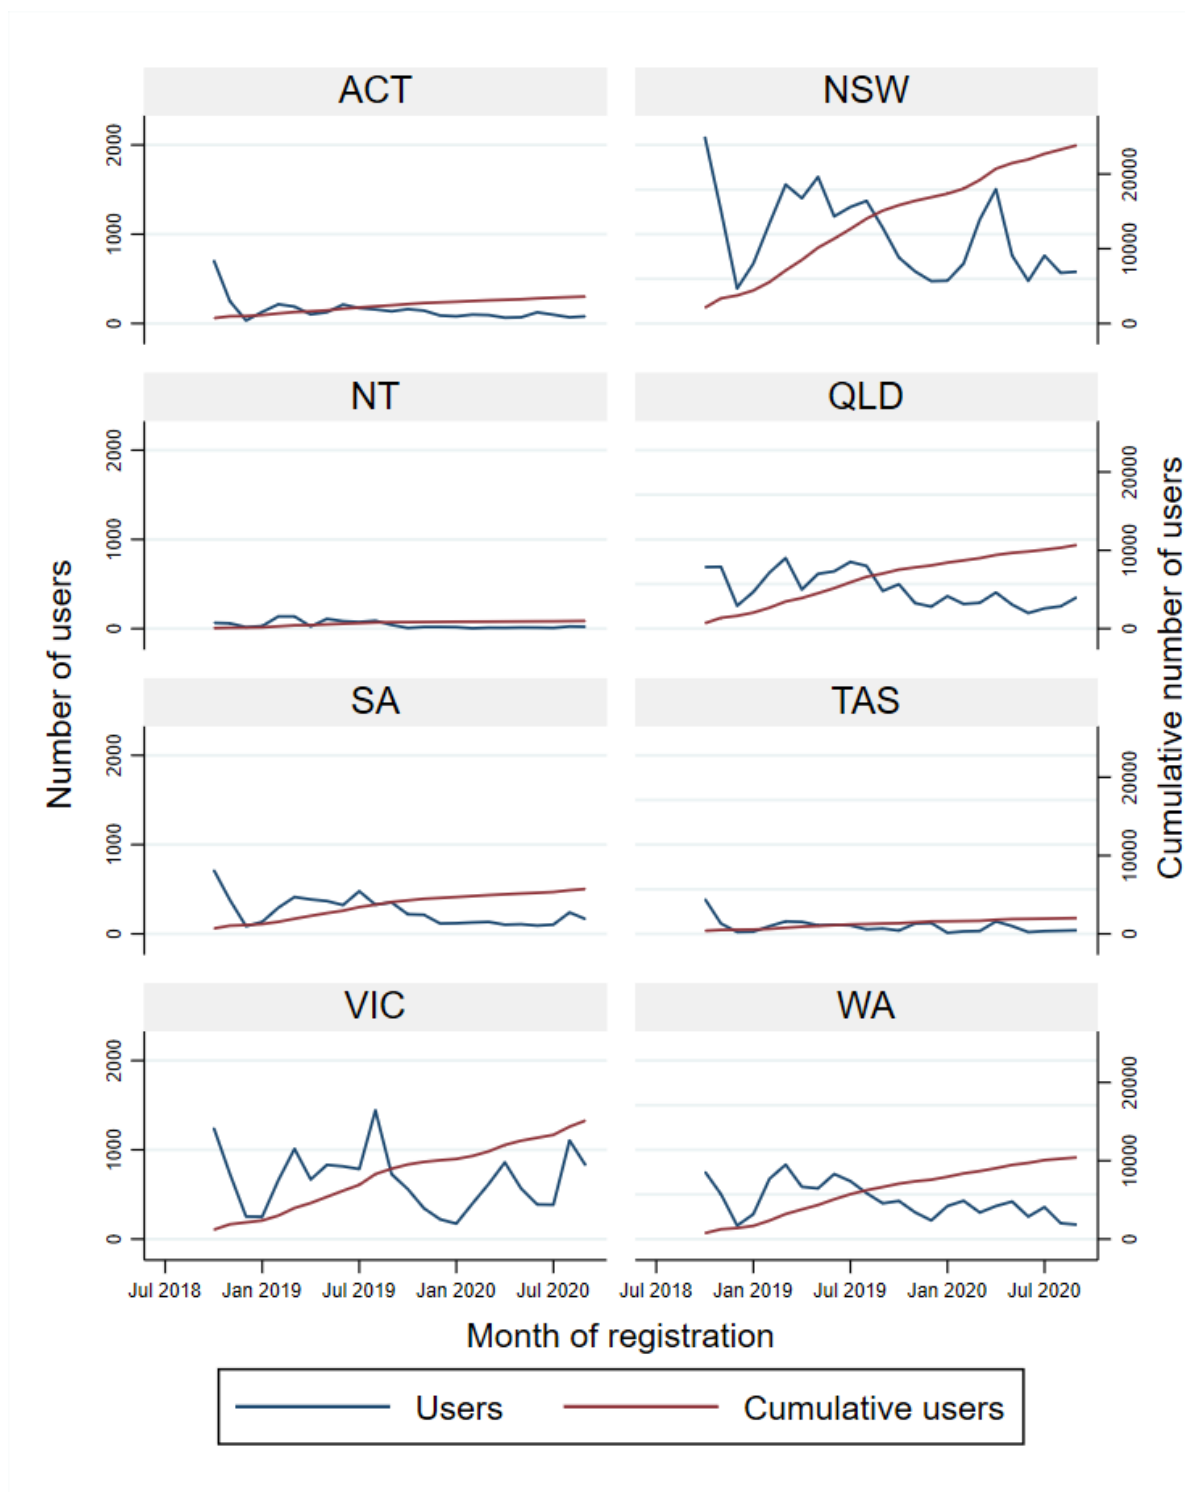 ACT
NSW
2000
1000
0
20000
10000
0
NT
QLD
2000
1000
0
20000
10000
0
SA
TAS
2000
1000
0
20000
10000
0
VIC
WA
2000
1000
0
20000
10000
0
Number of users
Cumulative number of users
Jul 2018 Jan 2019 Jul 2019 Jan 2020 Jul 2020
Jul 2018 Jan 2019 Jul 2019 Jan 2020 Jul 2020
Month of registration
Users Cumulative users